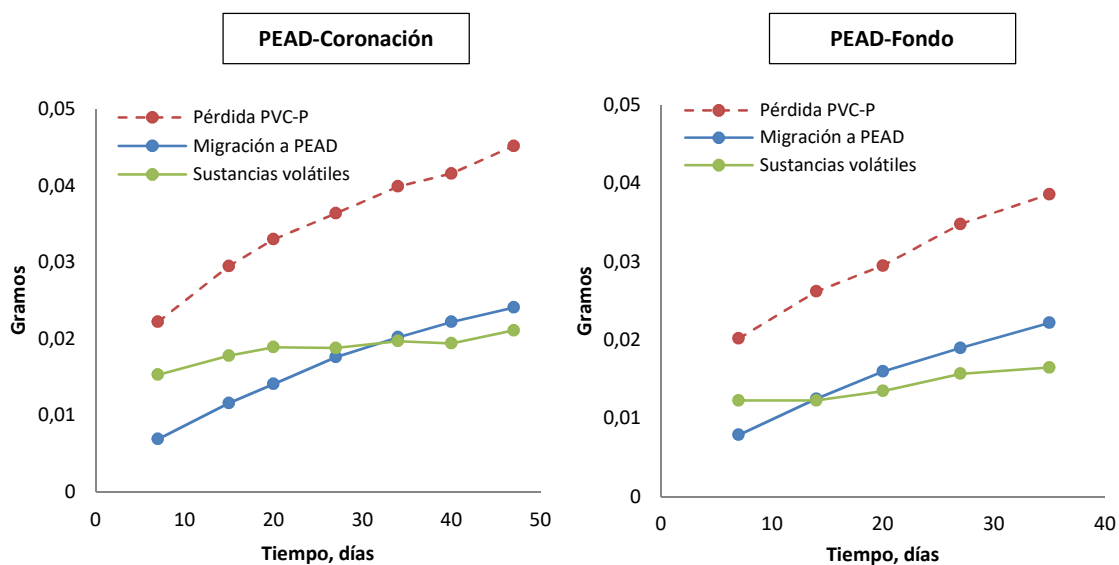 PEAD-Coronación
0,05
0,04
0,03
0,02
0,01
0
Gramos
Pérdida PVC-P
Migración a PEAD
Sustancias volátiles
0 10 20 30 40 50
Tiempo, días
PEAD-Fondo
0,05
0,04
0,03
0,02
0,01
0
Gramos
Pérdida PVC-P
Migración a PEAD
Sustancias volátiles
0 10 20 30 40
Tiempo, días